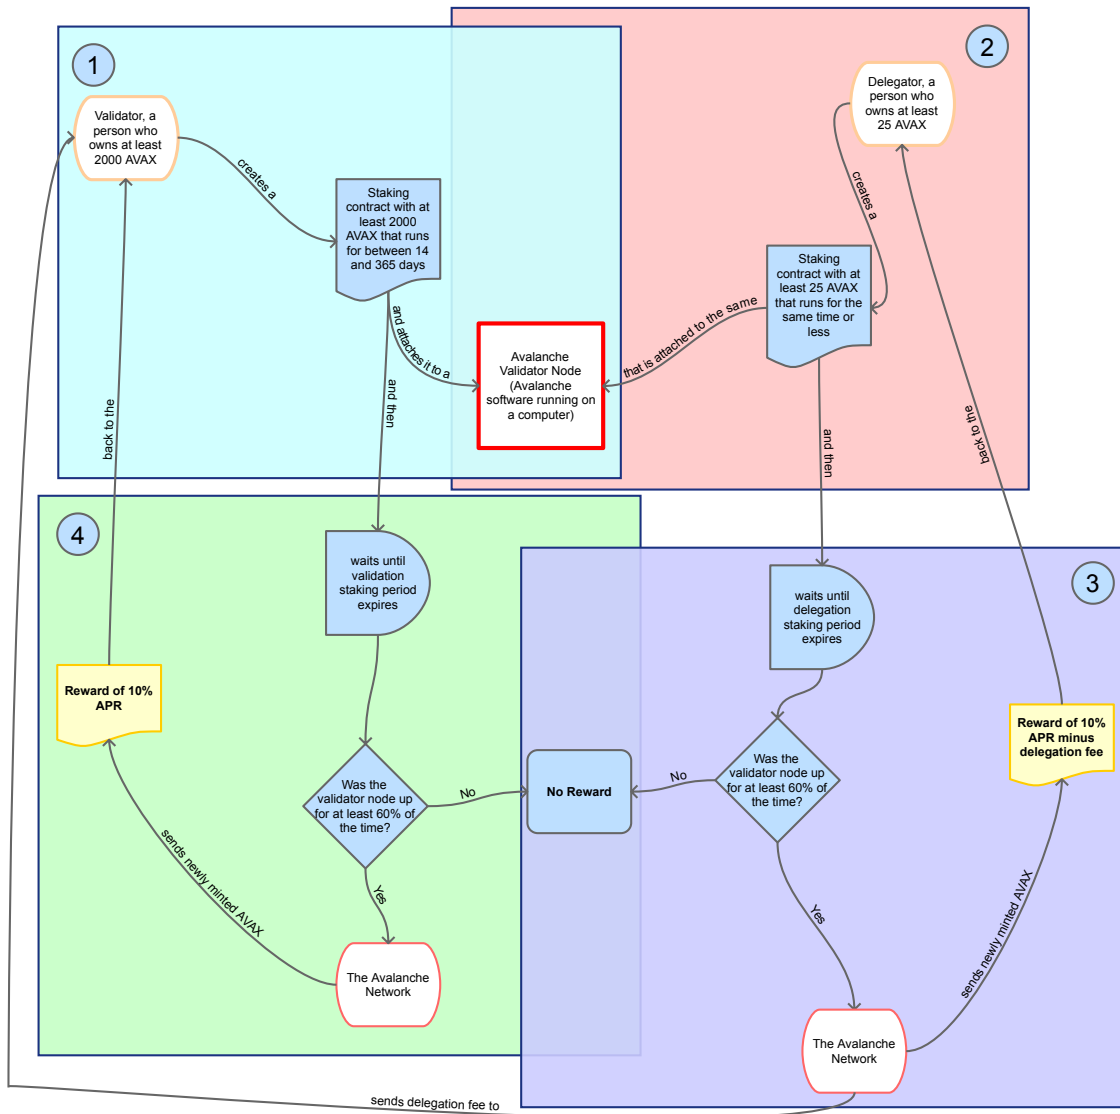 1
Validator, a
person who
owns at least
2000 AVAX
creates a
Staking
contract with at
least 2000
AVAX that runs
for between 14
and 365 days
and attaches it to a
and then
back to the
2
Delegator, a
person who
owns at least
25 AVAX
creates a
Staking
contract with at
least 25 AVAX
that runs for the
same time or
less
that is attached to the same
Avalanche
Validator Node
(Avalanche
software running on
a computer)
and then
back to the
4
waits until
validation
staking period
expires
Reward of 10%
APR
Was the
validator node up
for at least 60% of
the time?
No
Yes
sends newly minted AVAX
The Avalanche
Network
No Reward
3
waits until
delegation
staking period
expires
Was the
validator node up
for at least 60% of
the time?
No
Yes
Reward of 10%
APR minus
delegation fee
sends newly minted AVAX
The Avalanche
Network
sends delegation fee to